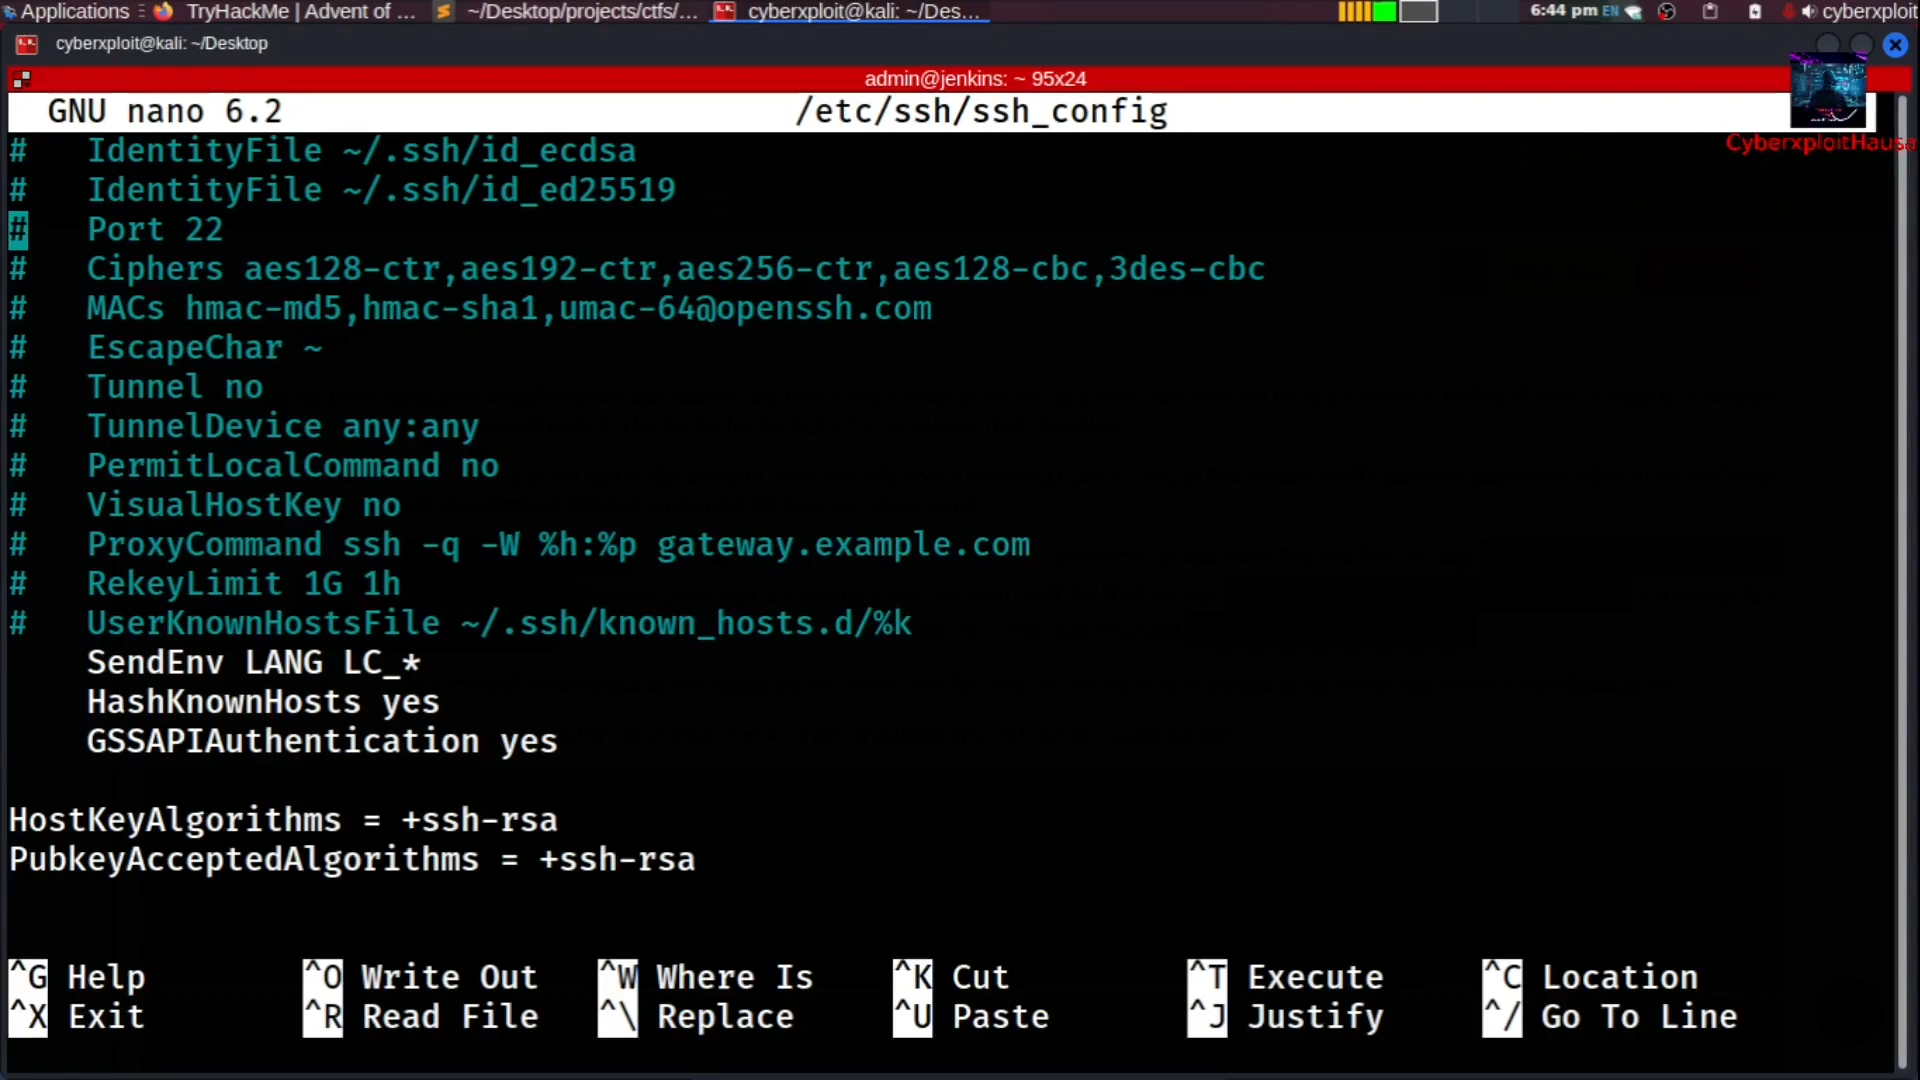 Applications
TryHackMe | Advent of ...
~/Desktop/projects/ctfs/...
cyberxploit@kali: ~/Des...
6:44 pm EN
cyberxploit
cyberxploit@kali: ~/Desktop
admin@jenkins: ~ 95x24
GNU nano 6.2 /etc/ssh/ssh_config
CyberxploitHausa
# IdentityFile ~/.ssh/id_ecdsa
# IdentityFile ~/.ssh/id_ed25519
# Port 22
# Ciphers aes128-ctr,aes192-ctr,aes256-ctr,aes128-cbc,3des-cbc
# MACs hmac-md5,hmac-sha1,umac-64@openssh.com
# EscapeChar ~
# Tunnel no
# TunnelDevice any:any
# PermitLocalCommand no
# VisualHostKey no
# ProxyCommand ssh -q -W %h:%p gateway.example.com
# RekeyLimit 1G 1h
# UserKnownHostsFile ~/.ssh/known_hosts.d/%k
SendEnv LANG LC_*
HashKnownHosts yes
GSSAPIAuthentication yes
HostKeyAlgorithms = +ssh-rsa
PubkeyAcceptedAlgorithms = +ssh-rsa
^G Help ^O Write Out ^W Where Is ^K Cut ^T Execute ^C Location
^X Exit ^R Read File ^\ Replace ^U Paste ^J Justify ^/ Go To Line